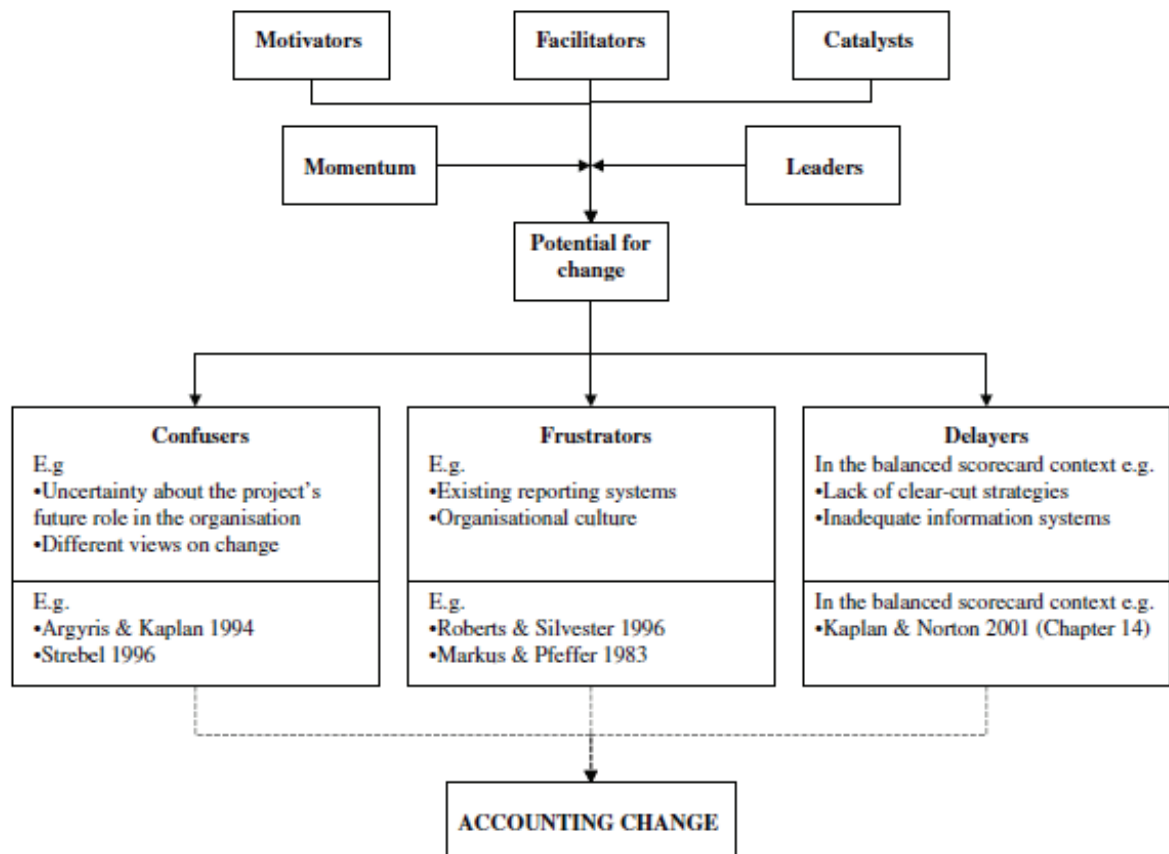 Motivators
Facilitators
Catalysts
Momentum
Leaders
Potential for
change
Confusers
E.g
•Uncertainty about the project's
future role in the organisation
•Different views on change
E.g.
•Argyris & Kaplan 1994
•Strebel 1996
Frustrators
E.g.
•Existing reporting systems
•Organisational culture
E.g.
•Roberts & Silvester 1996
•Markus & Pfeffer 1983
Delayers
In the balanced scorecard context e.g.
•Lack of clear-cut strategies
•Inadequate information systems
In the balanced scorecard context e.g.
•Kaplan & Norton 2001 (Chapter 14)
ACCOUNTING CHANGE